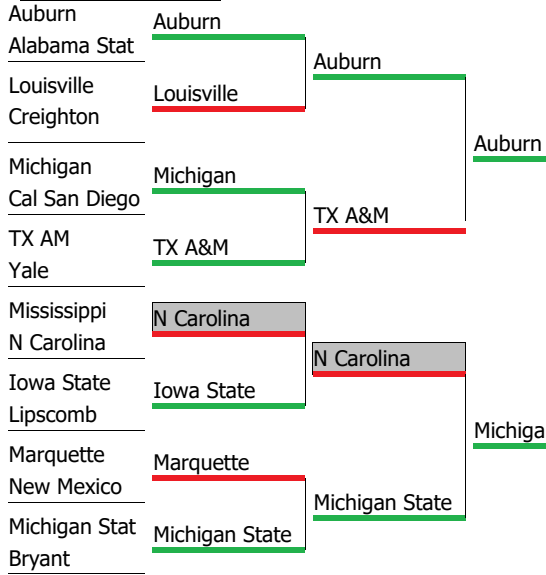 Auburn
Alabama Stat
Louisville
Creighton
Michigan
Cal San Diego
TX AM
Yale
Mississippi
N Carolina
Iowa State
Lipscomb
Marquette
New Mexico
Michigan Stat
Bryant
Auburn
Louisville
Michigan
TX A&M
N Carolina
Iowa State
Marquette
Michigan State
Auburn
TX A&M
N Carolina
Michigan State
Auburn
Michiga